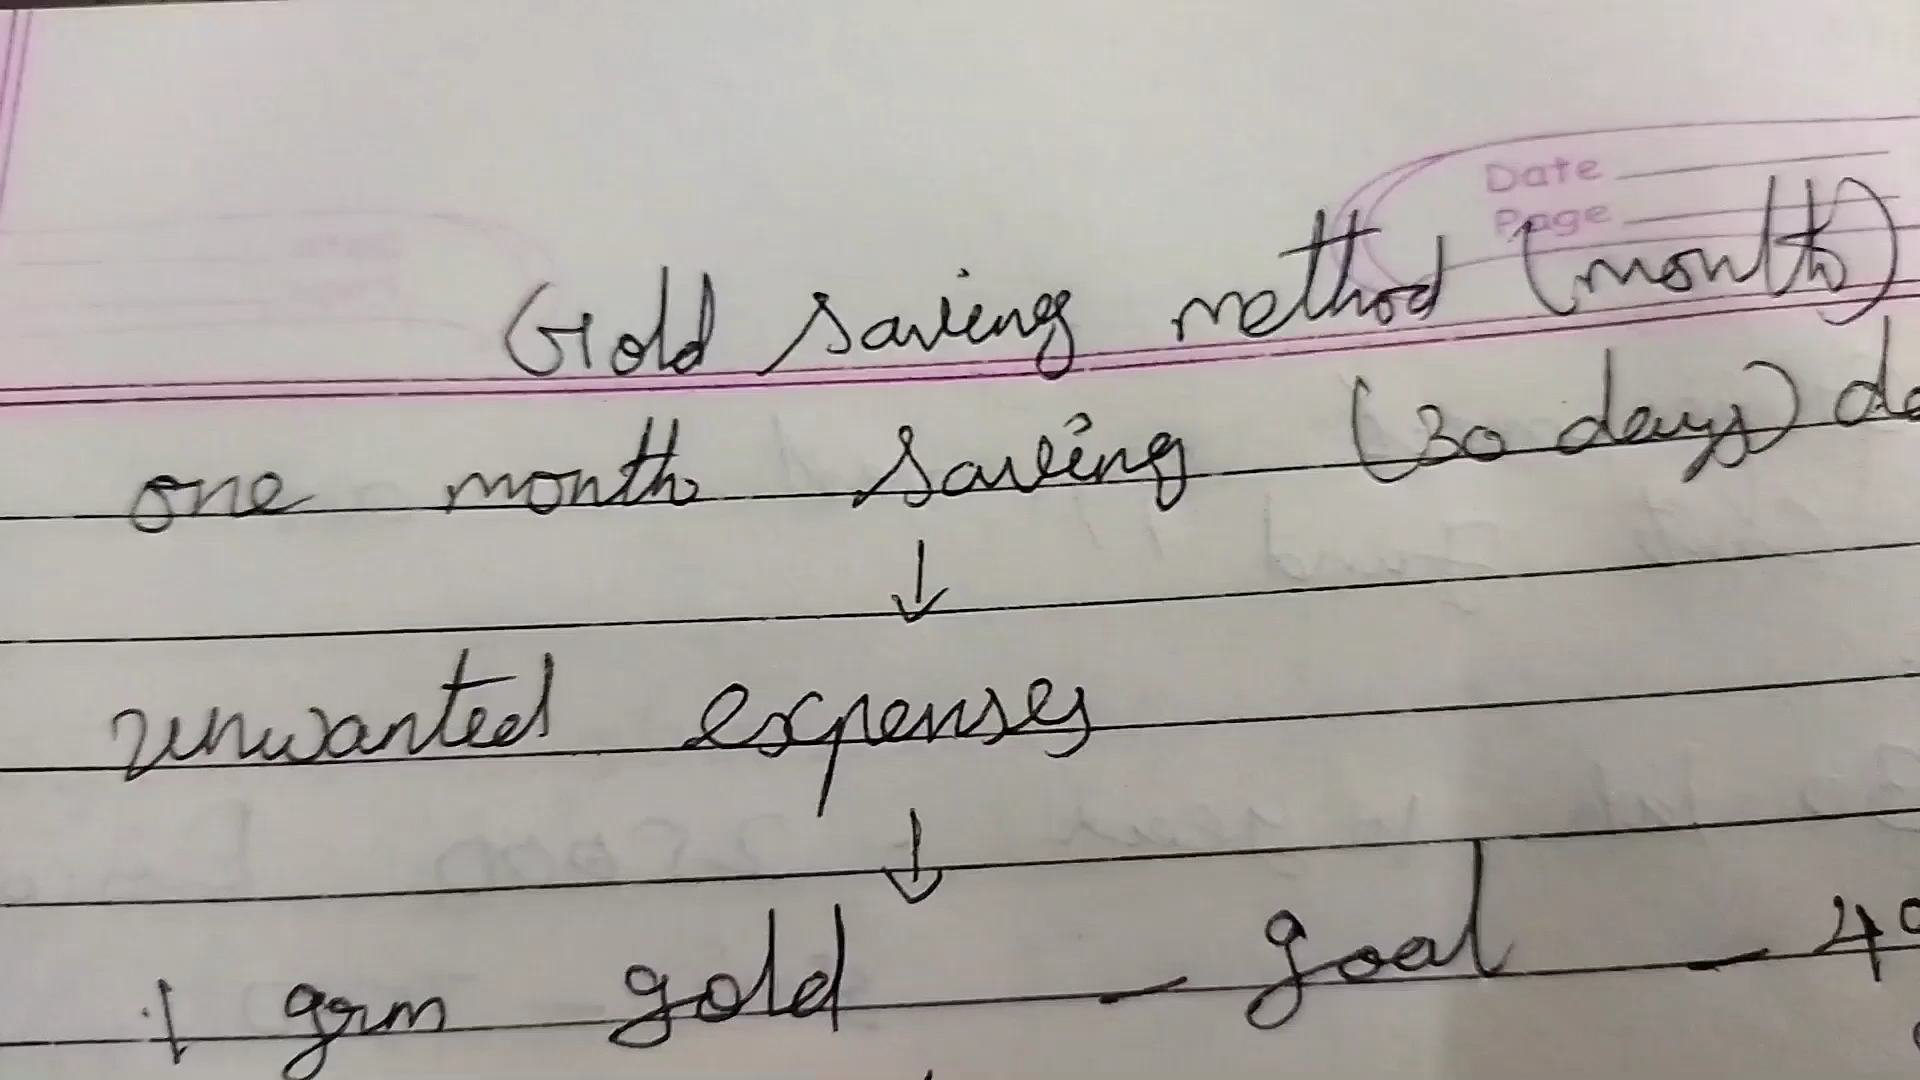 Date
Page
Gold saving method (month)
one month saving (30 days)
↓
unwanted expenses
↓
1 grm gold - goal -